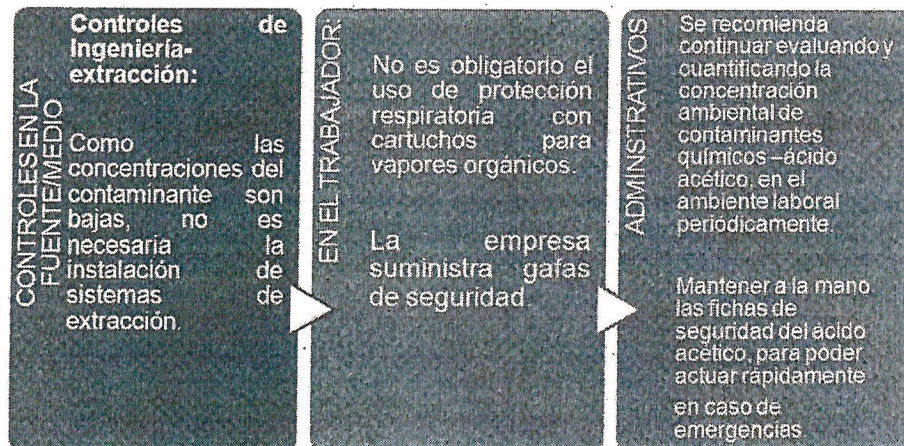 CONTROLES EN LA
FUENTE/MEDIO
Controles de
Ingeniería-
extracción:
Como las
concentraciones del
contaminante son
bajas, no es
necesaria la
instalación de
sistemas de
extracción.
EN EL TRABAJADOR:
No es obligatorio el
uso de protección
respiratoria con
cartuchos para
vapores orgánicos.
La empresa
suministra gafas
de seguridad.
ADMINSTRATIVOS
Se recomienda
continuar evaluando y
cuantificando la
concentración
ambiental de
contaminantes
químicos –ácido
acético, en el
ambiente laboral
periódicamente.
Mantener a la mano
las fichas de
seguridad del ácido
acético, para poder
actuar rápidamente
en caso de
emergencias.